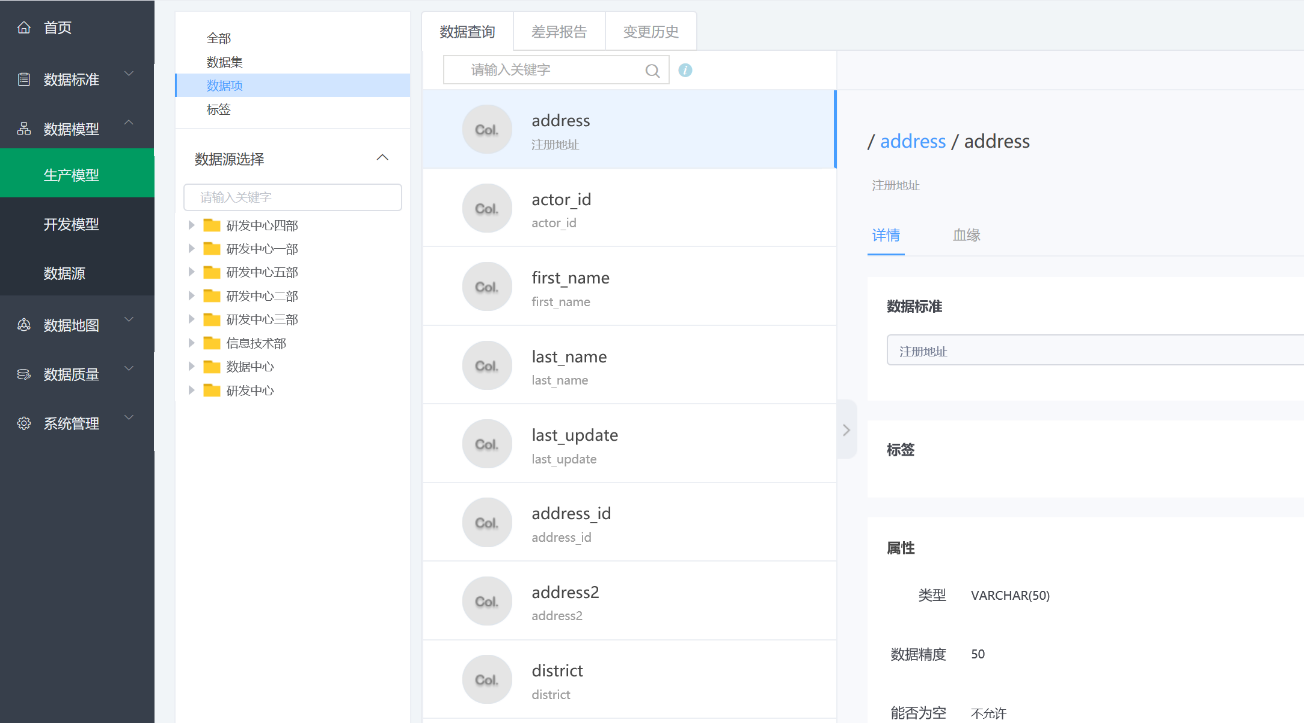 首页
数据标准
数据模型
生产模型
开发模型
数据源
数据地图
数据质量
系统管理
全部
数据集
数据项
标签
数据源选择
请输入关键字
研发中心四部
研发中心一部
研发中心五部
研发中心二部
研发中心三部
信息技术部
数据中心
研发中心
数据查询 差异报告 变更历史
请输入关键字
Col. address
注册地址
Col. actor_id
actor_id
Col. first_name
first_name
Col. last_name
last_name
Col. last_update
last_update
Col. address_id
address_id
Col. address2
address2
Col. district
district
/ address / address
注册地址
详情 血缘
数据标准
注册地址
标签
属性
类型 VARCHAR(50)
数据精度 50
能否为空 不允许